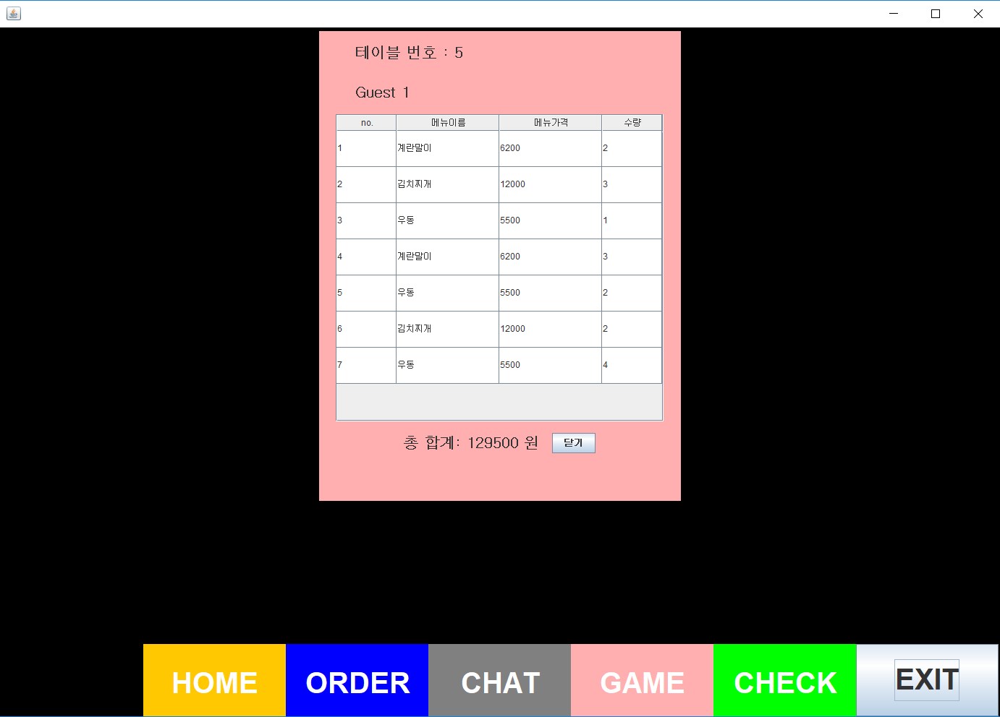 테이블 번호 : 5
Guest 1
no. 메뉴이름 메뉴가격 수량
1 계란말이 6200 2
2 김치찌개 12000 3
3 우동 5500 1
4 계란말이 6200 3
5 우동 5500 2
6 김치찌개 12000 2
7 우동 5500 4
총 합계: 129500 원 닫기
HOME ORDER CHAT GAME CHECK EXIT